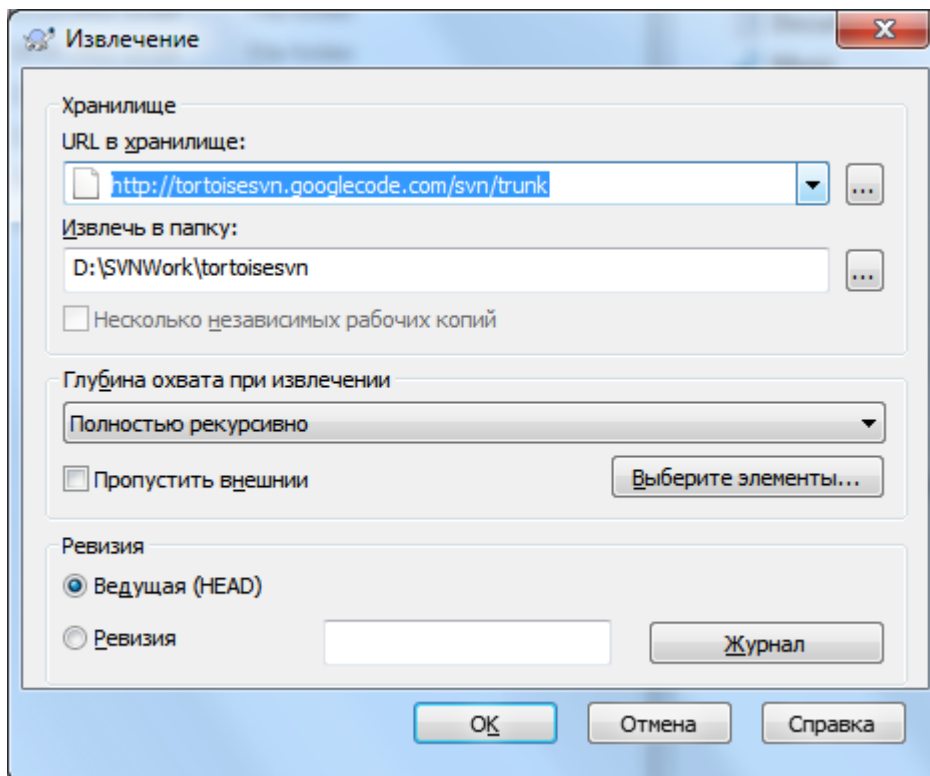 Извлечение
Хранилище
URL в хранилище:
http://tortoisesvn.googlecode.com/svn/trunk
...
Извлечь в папку:
D:\SVNWork\tortoisesvn
...
Несколько независимых рабочих копий
Глубина охвата при извлечении
Полностью рекурсивно
Пропустить внешнии
Выберите элементы...
Ревизия
Ведущая (HEAD)
Ревизия
Журнал
OK
Отмена
Справка